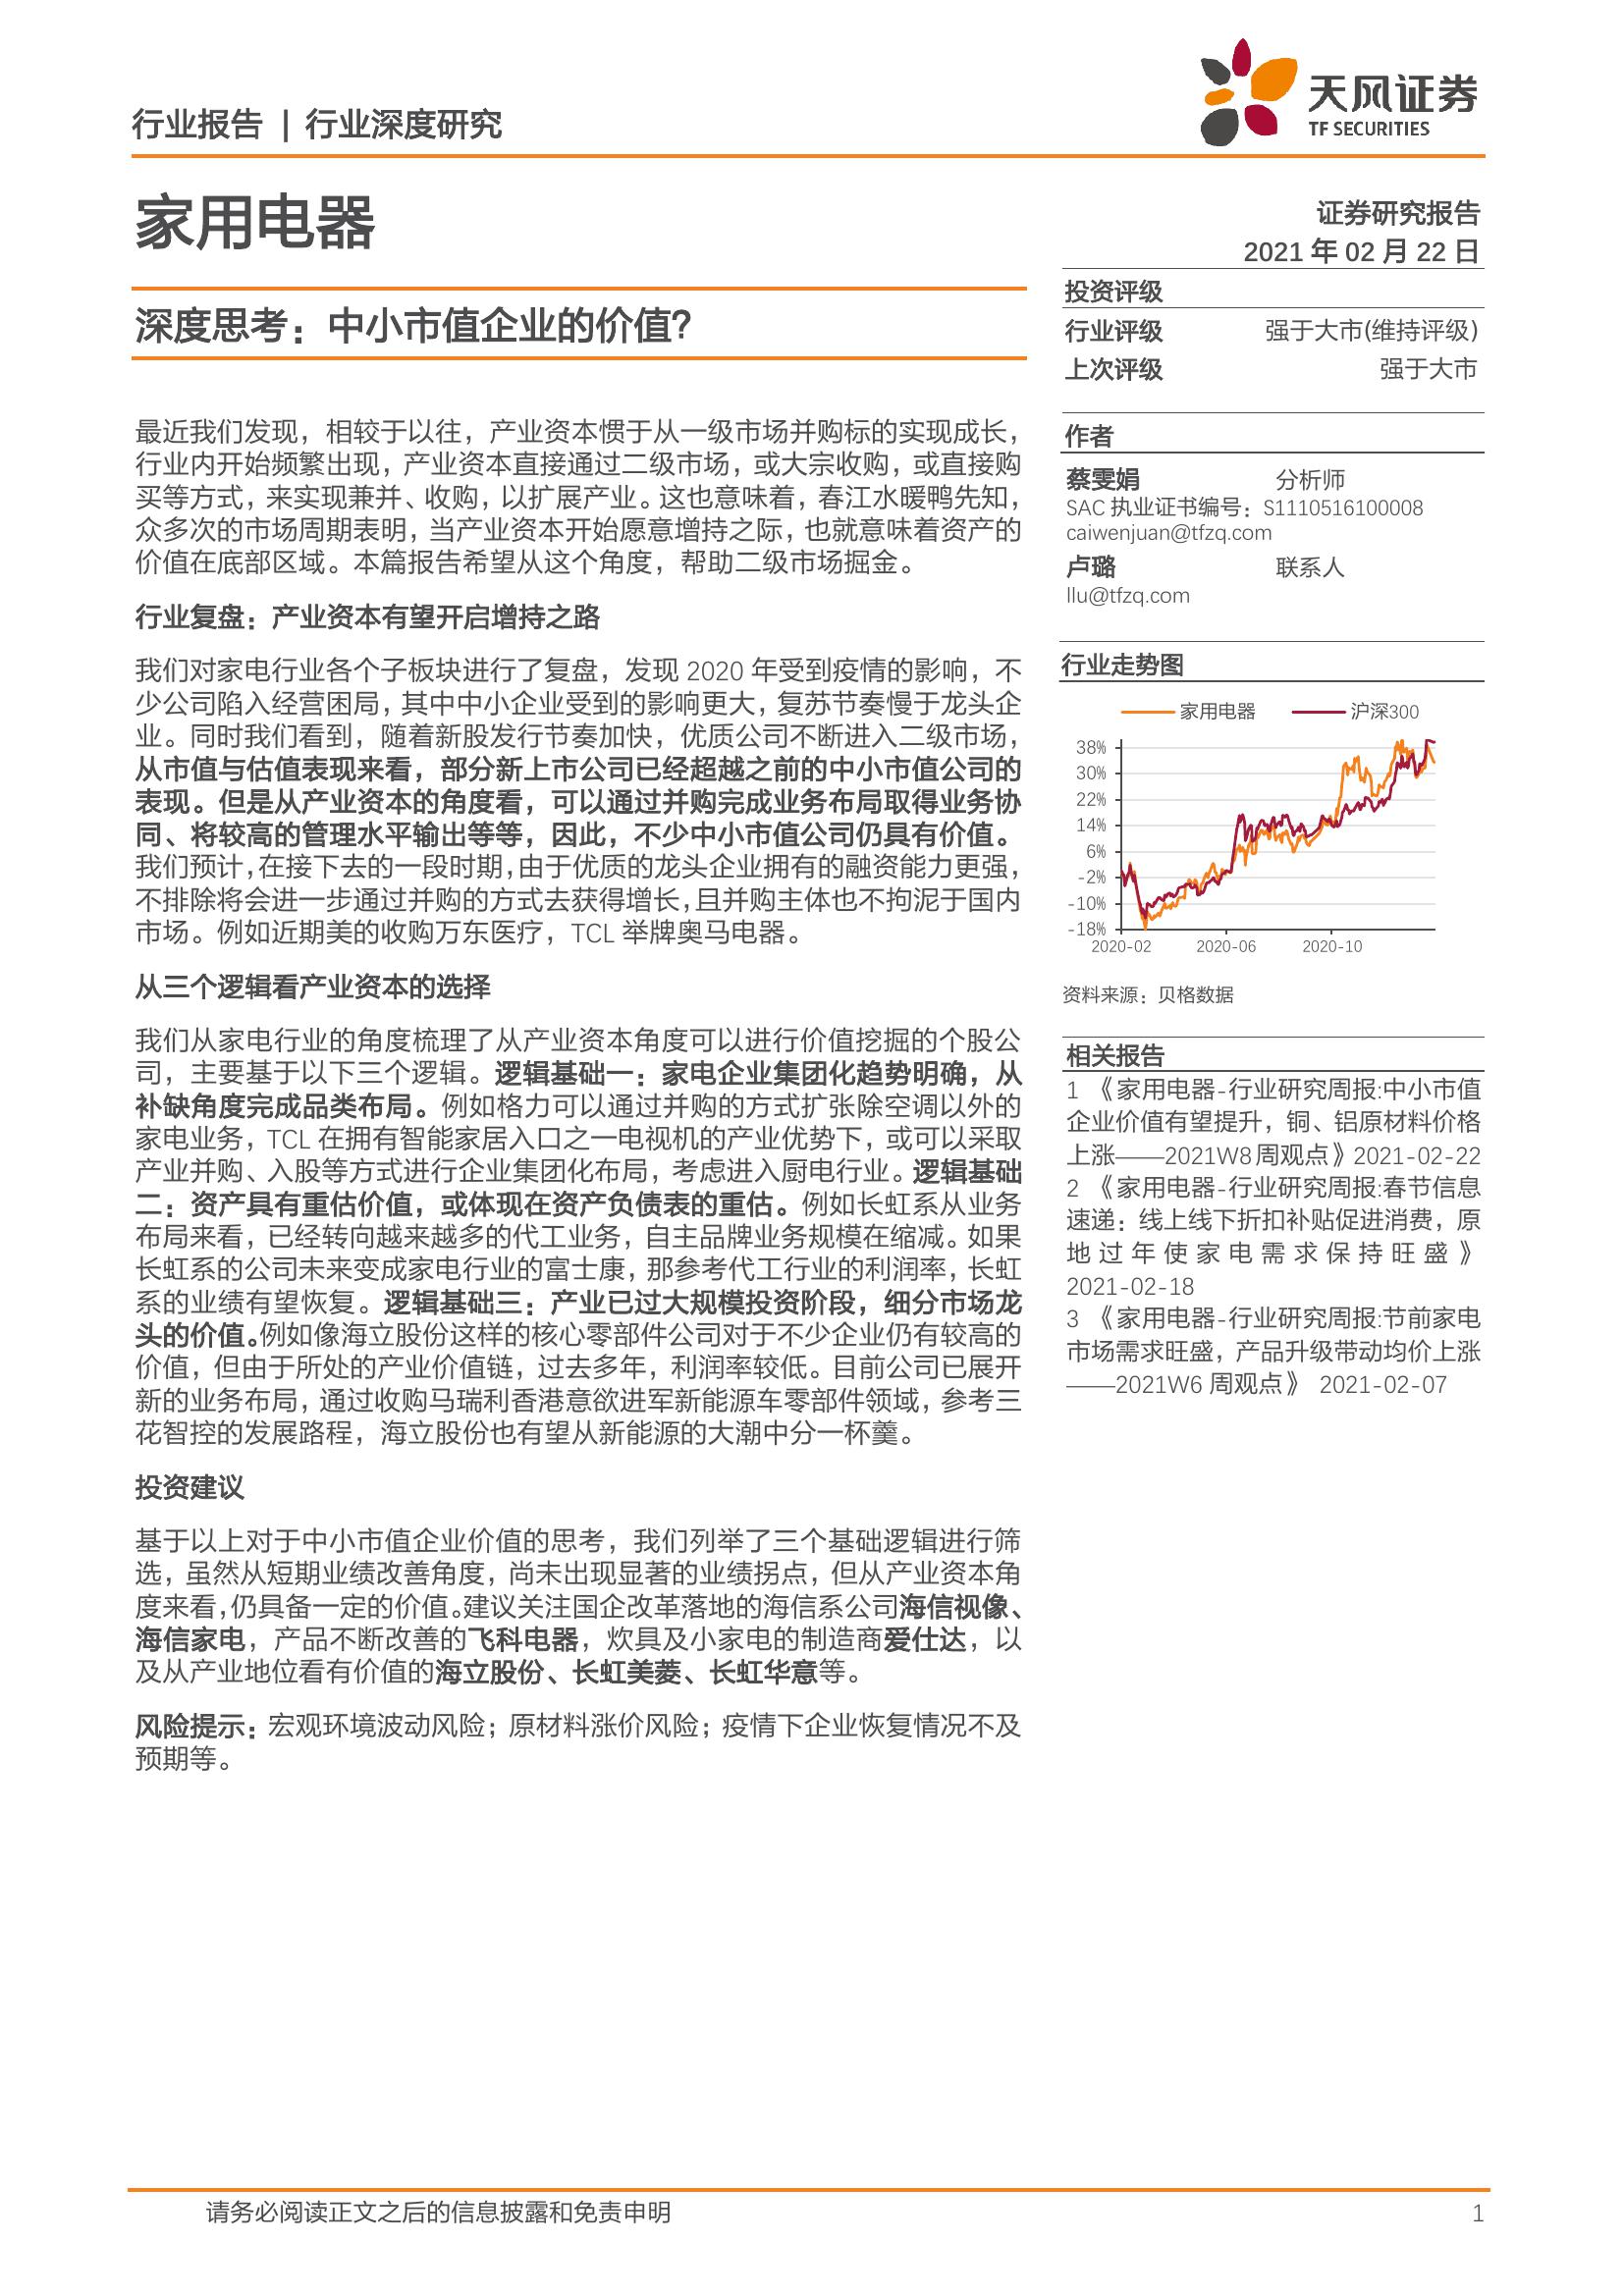 行业报告 | 行业深度研究
天风证券
TF SECURITIES
家用电器
深度思考：中小市值企业的价值？
最近我们发现，相较于以往，产业资本惯于从一级市场并购标的实现成长，
行业内开始频繁出现，产业资本直接通过二级市场，或大宗收购，或直接购
买等方式，来实现兼并、收购，以扩展产业。这也意味着，春江水暖鸭先知，
众多次的市场周期表明，当产业资本开始愿意增持之际，也就意味着资产的
价值在底部区域。本篇报告希望从这个角度，帮助二级市场掘金。
行业复盘：产业资本有望开启增持之路
我们对家电行业各个子板块进行了复盘，发现 2020 年受到疫情的影响，不
少公司陷入经营困局，其中中小企业受到的影响更大，复苏节奏慢于龙头企
业。同时我们看到，随着新股发行节奏加快，优质公司不断进入二级市场，
从市值与估值表现来看，部分新上市公司已经超越之前的中小市值公司的
表现。但是从产业资本的角度看，可以通过并购完成业务布局取得业务协
同、将较高的管理水平输出等等，因此，不少中小市值公司仍具有价值。
我们预计，在接下去的一段时期，由于优质的龙头企业拥有的融资能力更强，
不排除将会进一步通过并购的方式去获得增长，且并购主体也不拘泥于国内
市场。例如近期美的收购万东医疗，TCL 举牌奥马电器。
从三个逻辑看产业资本的选择
我们从家电行业的角度梳理了从产业资本角度可以进行价值挖掘的个股公
司，主要基于以下三个逻辑。逻辑基础一：家电企业集团化趋势明确，从
补缺角度完成品类布局。例如格力可以通过并购的方式扩张除空调以外的
家电业务，TCL 在拥有智能家居入口之一电视机的产业优势下，或可以采取
产业并购、入股等方式进行企业集团化布局，考虑进入厨电行业。逻辑基础
二：资产具有重估价值，或体现在资产负债表的重估。例如长虹系从业务
布局来看，已经转向越来越多的代工业务，自主品牌业务规模在缩减。如果
长虹系的公司未来变成家电行业的富士康，那参考代工行业的利润率，长虹
系的业绩有望恢复。逻辑基础三：产业已过大规模投资阶段，细分市场龙
头的价值。例如像海立股份这样的核心零部件公司对于不少企业仍有较高的
价值，但由于所处的产业价值链，过去多年，利润率较低。目前公司已展开
新的业务布局，通过收购马瑞利香港意欲进军新能源车零部件领域，参考三
花智控的发展路程，海立股份也有望从新能源的大潮中分一杯羹。
投资建议
基于以上对于中小市值企业价值的思考，我们列举了三个基础逻辑进行筛
选，虽然从短期业绩改善角度，尚未出现显著的业绩拐点，但从产业资本角
度来看，仍具备一定的价值。建议关注国企改革落地的海信系公司海信视像、
海信家电，产品不断改善的飞科电器，炊具及小家电的制造商爱仕达，以
及从产业地位看有价值的海立股份、长虹美菱、长虹华意等。
风险提示：宏观环境波动风险；原材料涨价风险；疫情下企业恢复情况不及
预期等。
证券研究报告
2021 年 02 月 22 日
投资评级
行业评级 强于大市(维持评级)
上次评级 强于大市
作者
蔡雯娟 分析师
SAC 执业证书编号：S1110516100008
caiwenjuan@tfzq.com
卢璐 联系人
llu@tfzq.com
行业走势图
家用电器 沪深300
38%
30%
22%
14%
6%
-2%
-10%
-18%
2020-02 2020-06 2020-10
资料来源：贝格数据
相关报告
1 《家用电器-行业研究周报:中小市值
企业价值有望提升，铜、铝原材料价格
上涨——2021W8 周观点》 2021-02-22
2 《家用电器-行业研究周报:春节信息
速递：线上线下折扣补贴促进消费，原
地过年使家电需求保持旺盛》
2021-02-18
3 《家用电器-行业研究周报:节前家电
市场需求旺盛，产品升级带动均价上涨
——2021W6 周观点》 2021-02-07
请务必阅读正文之后的信息披露和免责申明 1